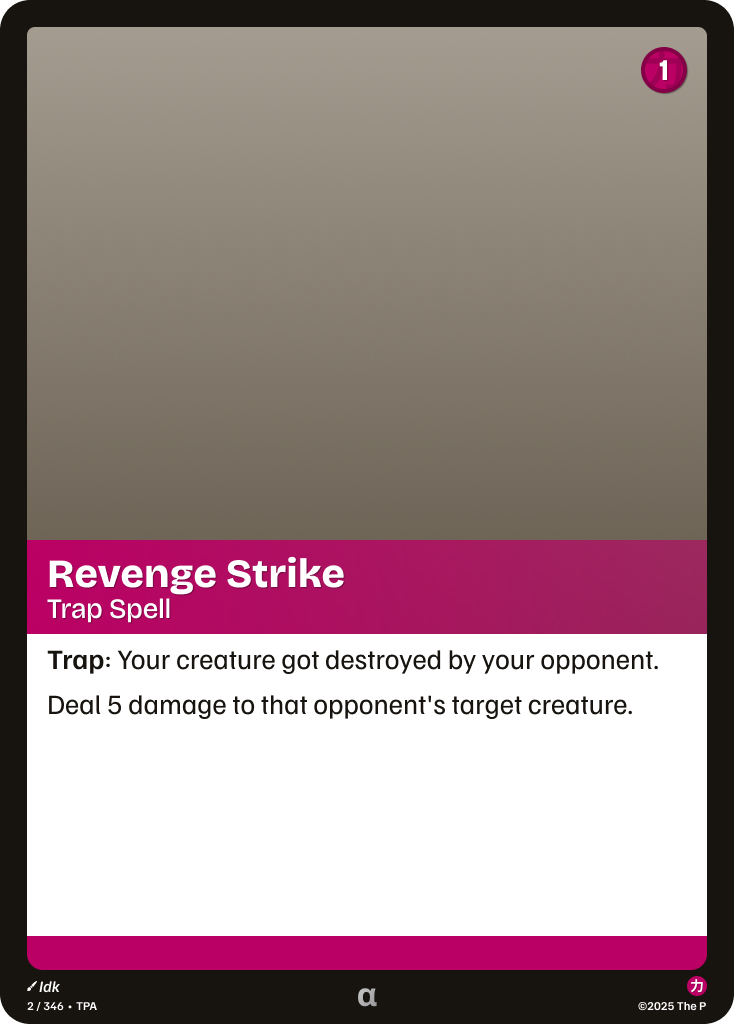 1
Revenge Strike
Trap Spell
Trap: Your creature got destroyed by your opponent.
Deal 5 damage to that opponent's target creature.
Idk
2 / 346 • TPA
α
力
©2025 The P